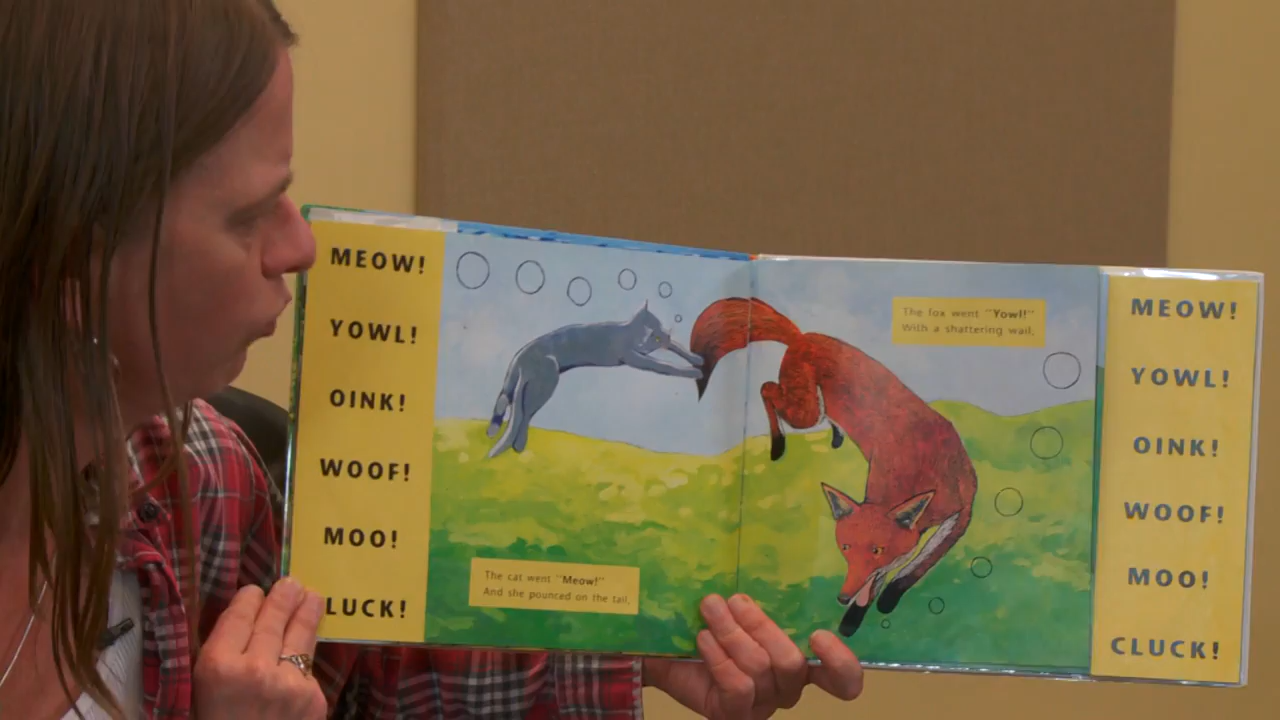 MEOW!
YOWL!
OINK!
WOOF!
MOO!
LUCK!
The cat went "Meow!"
And she pounced on the tail,
The fox went "Yowl!"
With a shattering wail,
MEOW!
YOWL!
OINK!
WOOF!
MOO!
CLUCK!